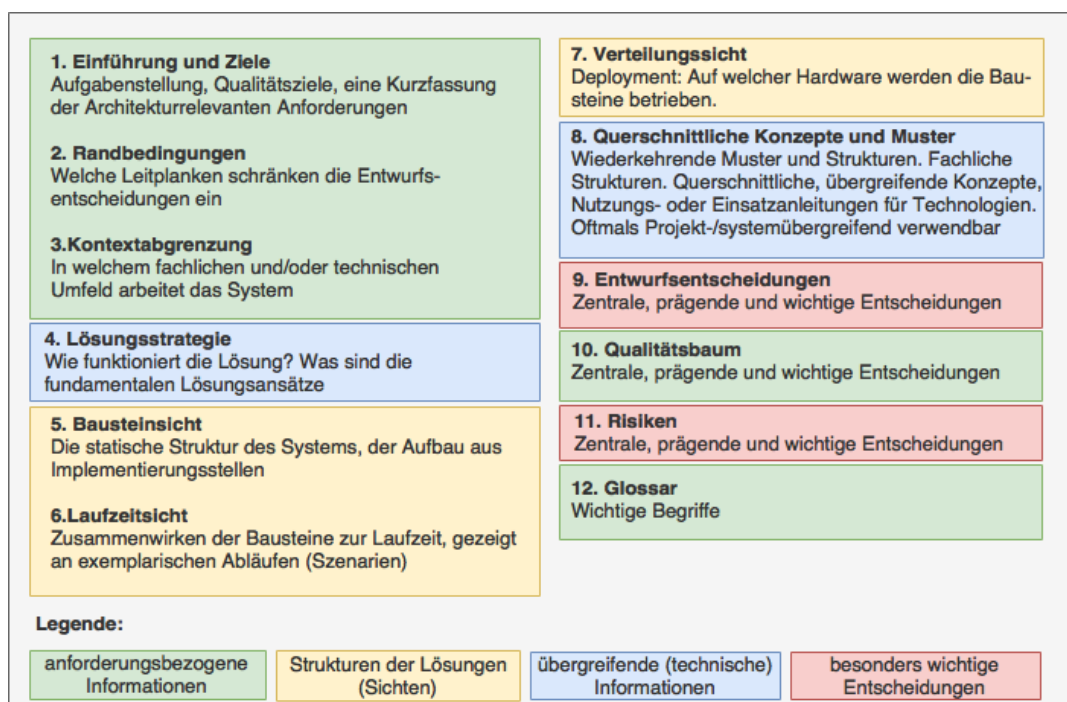 1. Einführung und Ziele
Aufgabenstellung, Qualitätsziele, eine Kurzfassung
der Architekturrelevanten Anforderungen
2. Randbedingungen
Welche Leitplanken schränken die Entwurfs-
entscheidungen ein
3.Kontextabgrenzung
In welchem fachlichen und/oder technischen
Umfeld arbeitet das System
4. Lösungsstrategie
Wie funktioniert die Lösung? Was sind die
fundamentalen Lösungsansätze
5. Bausteinsicht
Die statische Struktur des Systems, der Aufbau aus
Implementierungsstellen
6.Laufzeitsicht
Zusammenwirken der Bausteine zur Laufzeit, gezeigt
an exemplarischen Abläufen (Szenarien)
7. Verteilungssicht
Deployment: Auf welcher Hardware werden die Bau-
steine betrieben.
8. Querschnittliche Konzepte und Muster
Wiederkehrende Muster und Strukturen. Fachliche
Strukturen. Querschnittliche, übergreifende Konzepte,
Nutzungs- oder Einsatzanleitungen für Technologien.
Oftmals Projekt-/systemübergreifend verwendbar
9. Entwurfsentscheidungen
Zentrale, prägende und wichtige Entscheidungen
10. Qualitätsbaum
Zentrale, prägende und wichtige Entscheidungen
11. Risiken
Zentrale, prägende und wichtige Entscheidungen
12. Glossar
Wichtige Begriffe
Legende:
anforderungsbezogene
Informationen
Strukturen der Lösungen
(Sichten)
übergreifende (technische)
Informationen
besonders wichtige
Entscheidungen